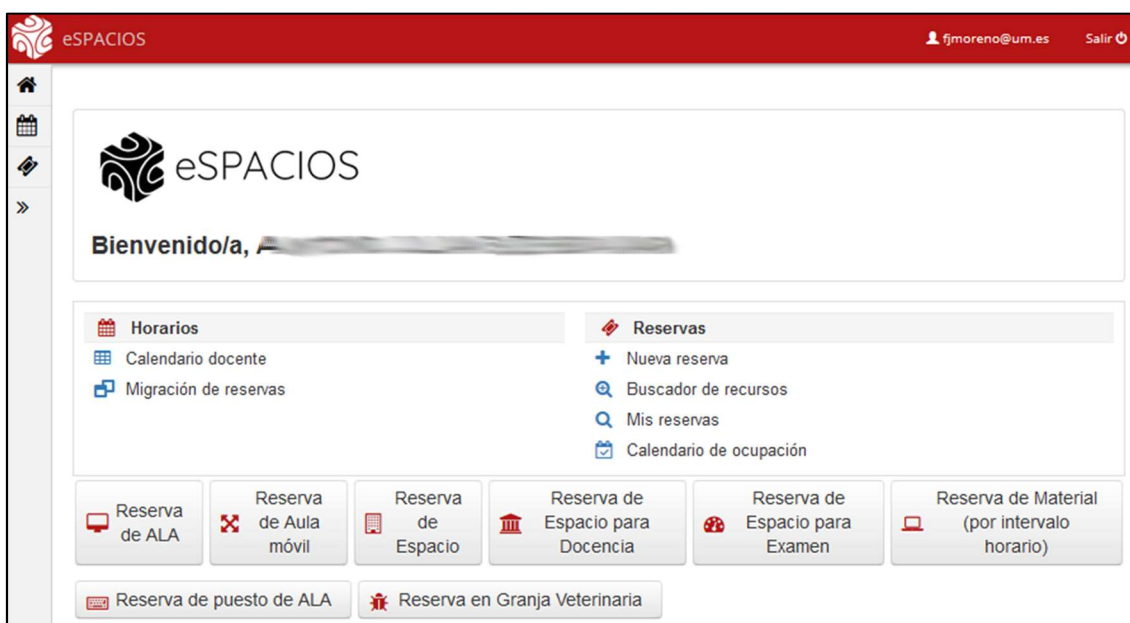 eSPACIOS
fjmoreno@um.es
Salir
eSPACIOS
Bienvenido/a,
Horarios
Calendario docente
Migración de reservas
Reservas
Nueva reserva
Buscador de recursos
Mis reservas
Calendario de ocupación
Reserva
de ALA
Reserva
de Aula
móvil
Reserva
de
Espacio
Reserva de
Espacio para
Docencia
Reserva de
Espacio para
Examen
Reserva de Material
(por intervalo
horario)
Reserva de puesto de ALA
Reserva en Granja Veterinaria